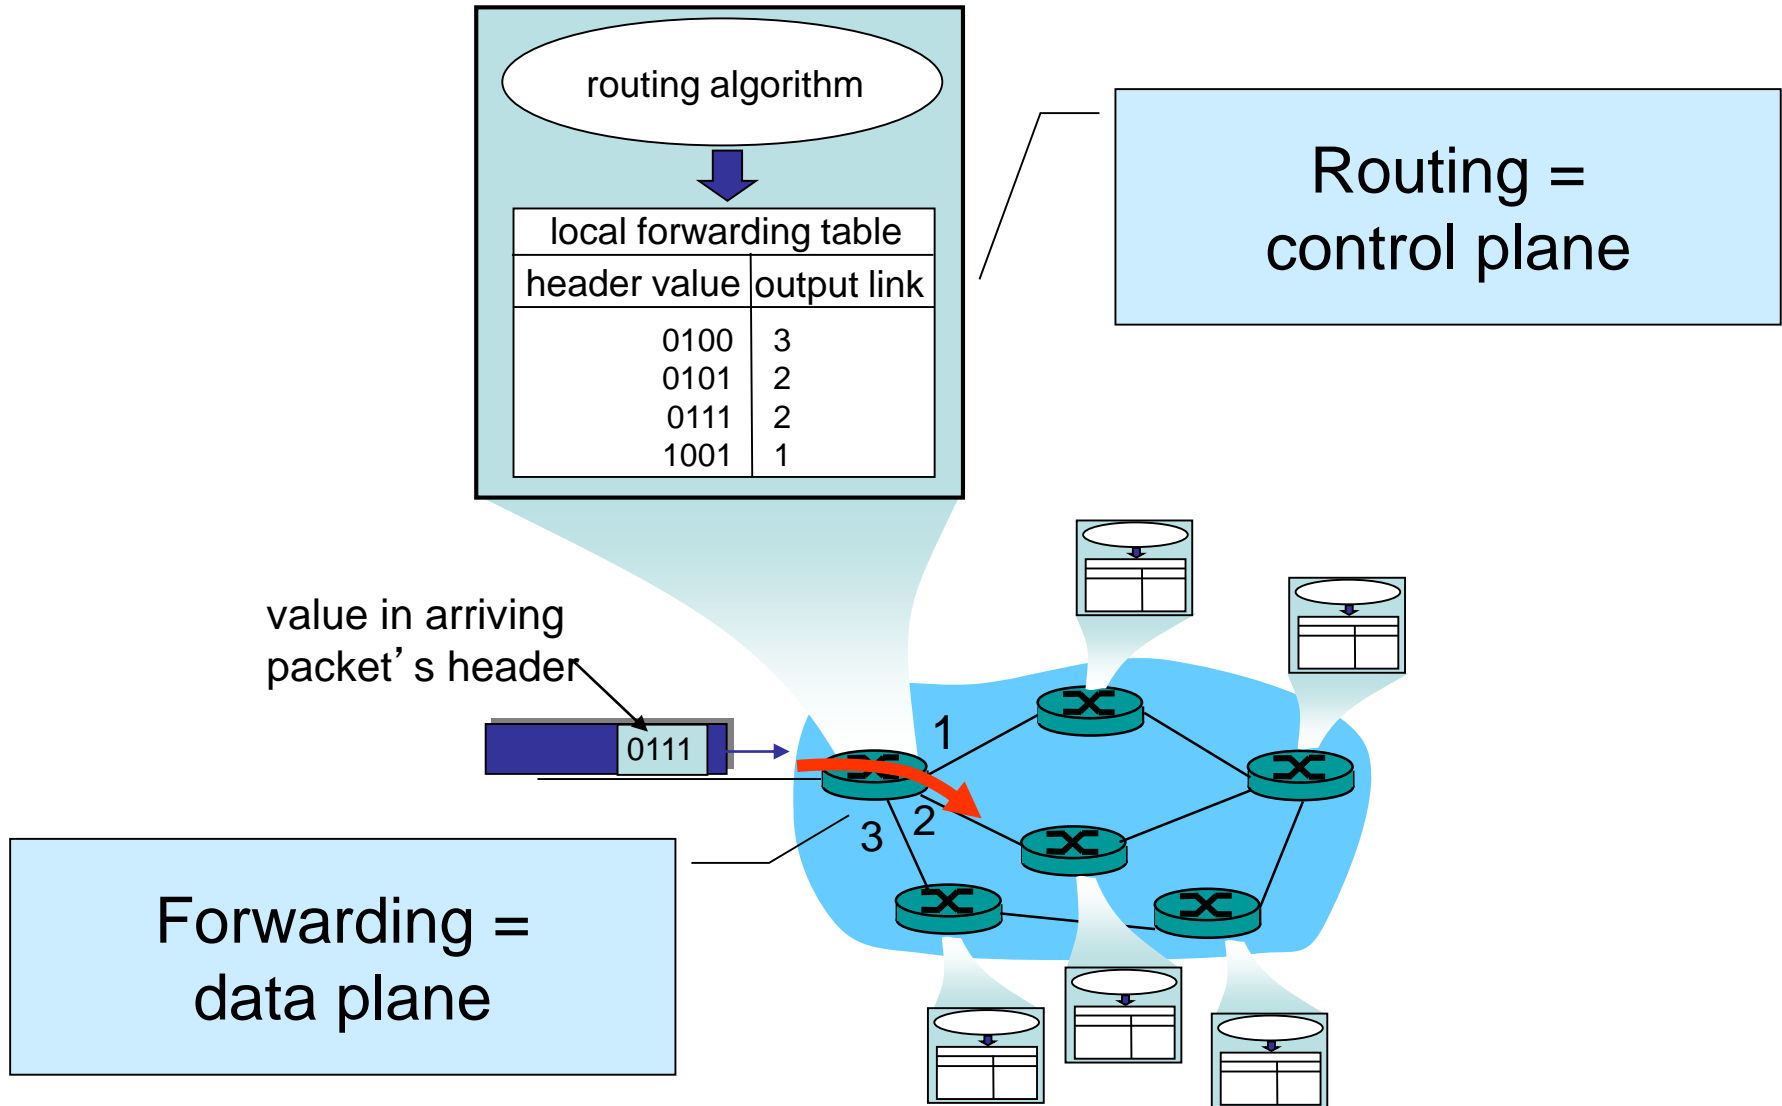 routing algorithm
local forwarding table
header value output link
0100 3
0101 2
0111 2
1001 1
Routing =
control plane
value in arriving
packet’s header
0111
1
2
3
Forwarding =
data plane